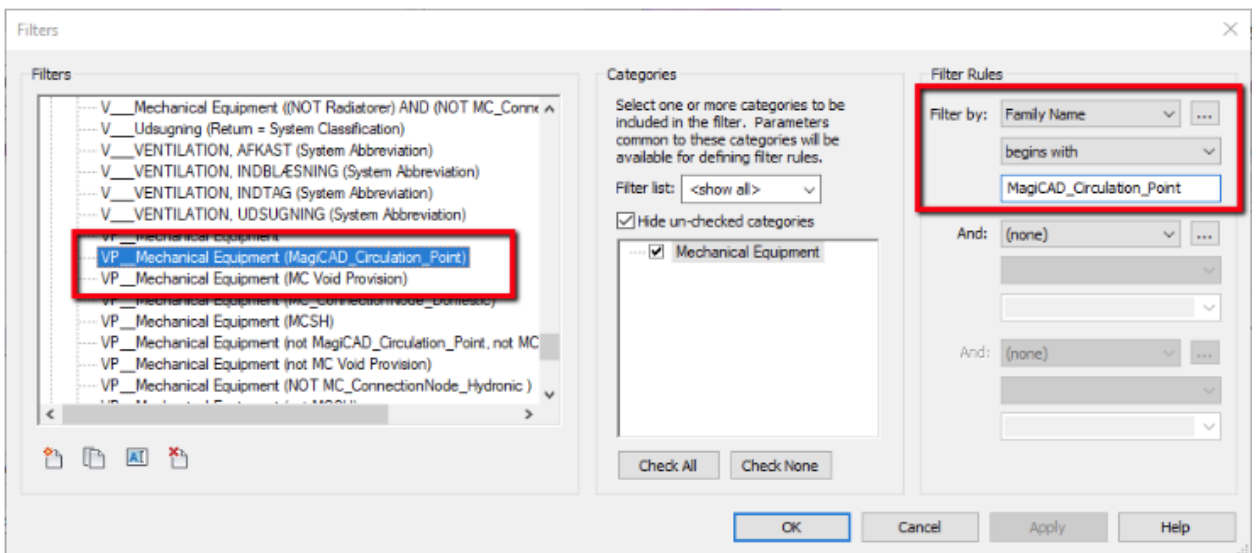 Filters
Filters
V___Mechanical Equipment ((NOT Radiatorer) AND (NOT MC_Conne
V___Udsugning (Return = System Classification)
V___VENTILATION, AFKAST (System Abbreviation)
V___VENTILATION, INDBLÆSNING (System Abbreviation)
V___VENTILATION, INDTAG (System Abbreviation)
V___VENTILATION, UDSUGNING (System Abbreviation)
VP__Mechanical Equipment
VP__Mechanical Equipment (MagiCAD_Circulation_Point)
VP__Mechanical Equipment (MC Void Provision)
VP__Mechanical Equipment (MC_ConnectionNode_Domestic)
VP__Mechanical Equipment (MCSH)
VP__Mechanical Equipment (not MagiCAD_Circulation_Point, not MC
VP__Mechanical Equipment (not MC Void Provision)
VP__Mechanical Equipment (NOT MC_ConnectionNode_Hydronic )
Categories
Select one or more categories to be
included in the filter. Parameters
common to these categories will be
available for defining filter rules.
Filter list: <show all>
Hide un-checked categories
Mechanical Equipment
Check All Check None
Filter Rules
Filter by: Family Name ...
begins with
MagiCAD_Circulation_Point
And: (none) ...
And: (none) ...
OK Cancel Apply Help